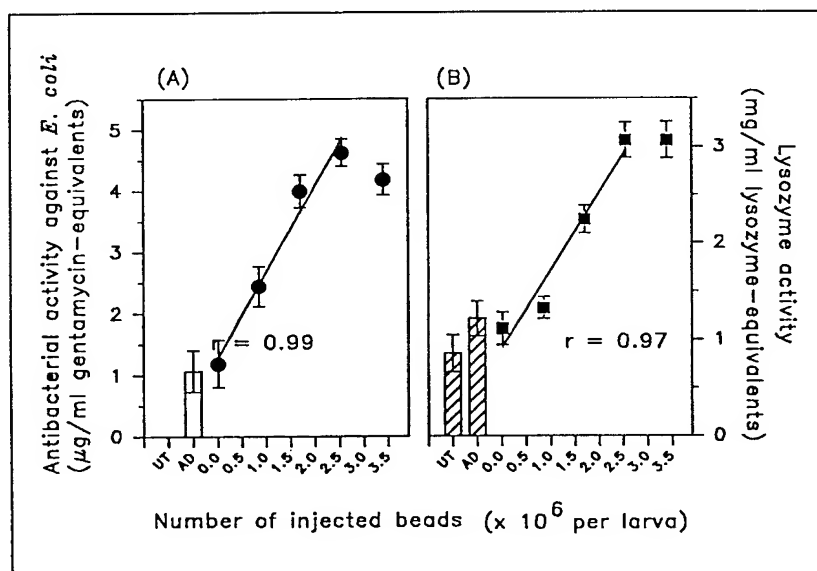 (A)
(B)
Antibacterial activity against E. coli
(μg/ml gentamycin-equivalents)
5
4
3
2
1
0
r = 0.99
r = 0.97
3
2
1
0
Lysozyme activity
(mg/ml lysozyme-equivalents)
UT AD 0.0 0.5 1.0 1.5 2.0 2.5 3.0 3.5
UT AD 0.0 0.5 1.0 1.5 2.0 2.5 3.0 3.5
Number of injected beads (x 10⁶ per larva)